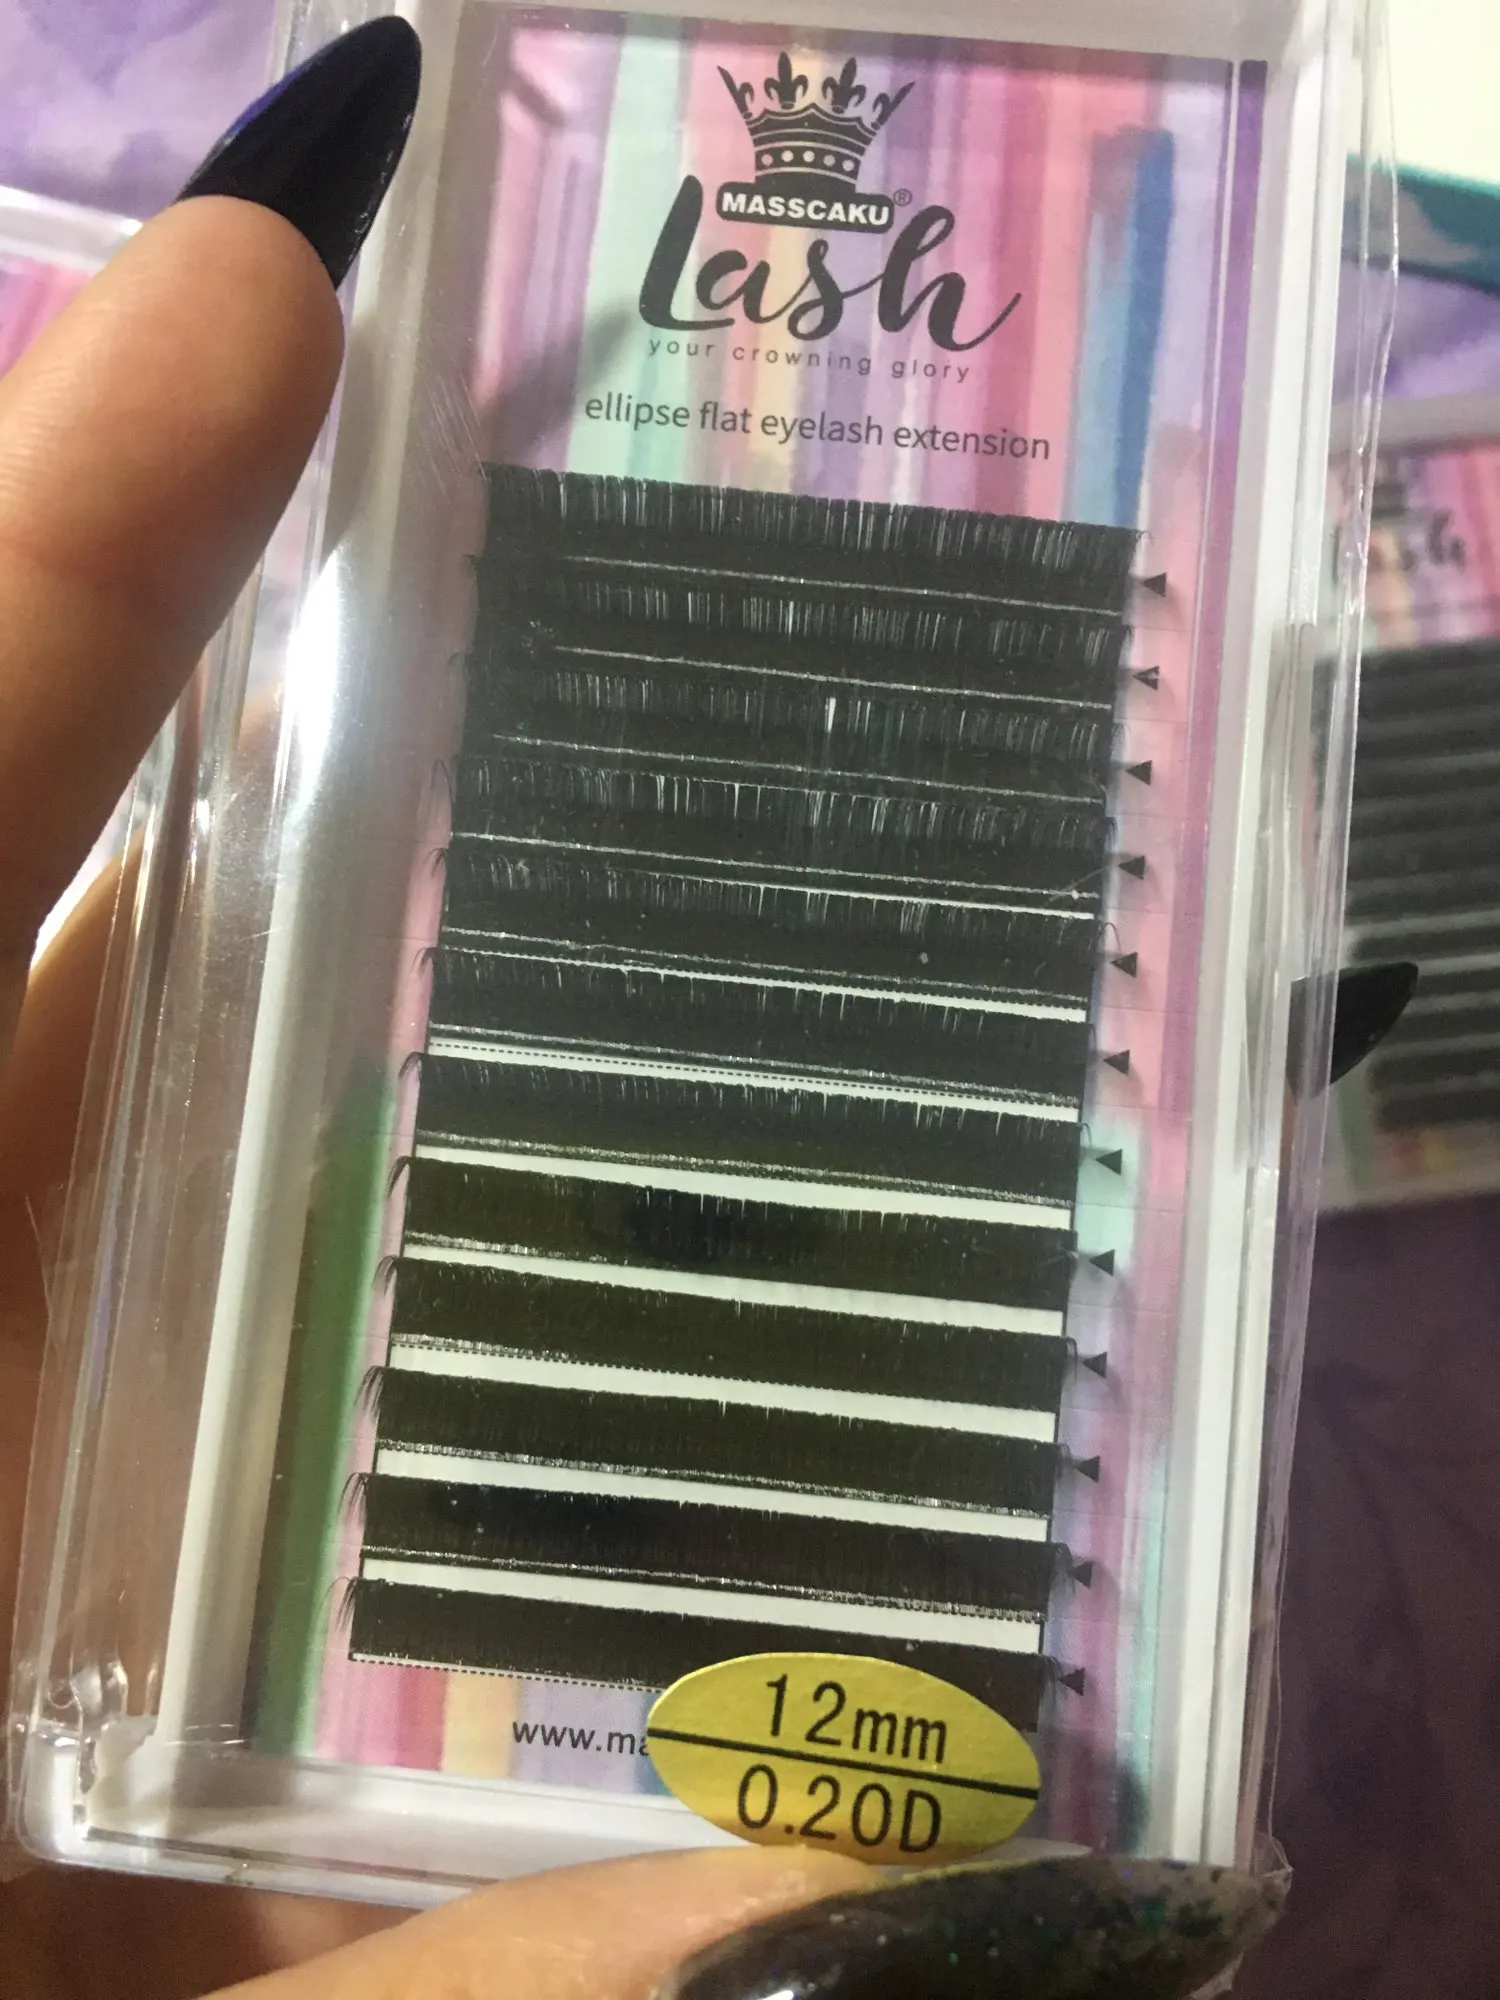 MASSCAKU®
Lash
your crowning glory
ellipse flat eyelash extension
12mm
0.20D